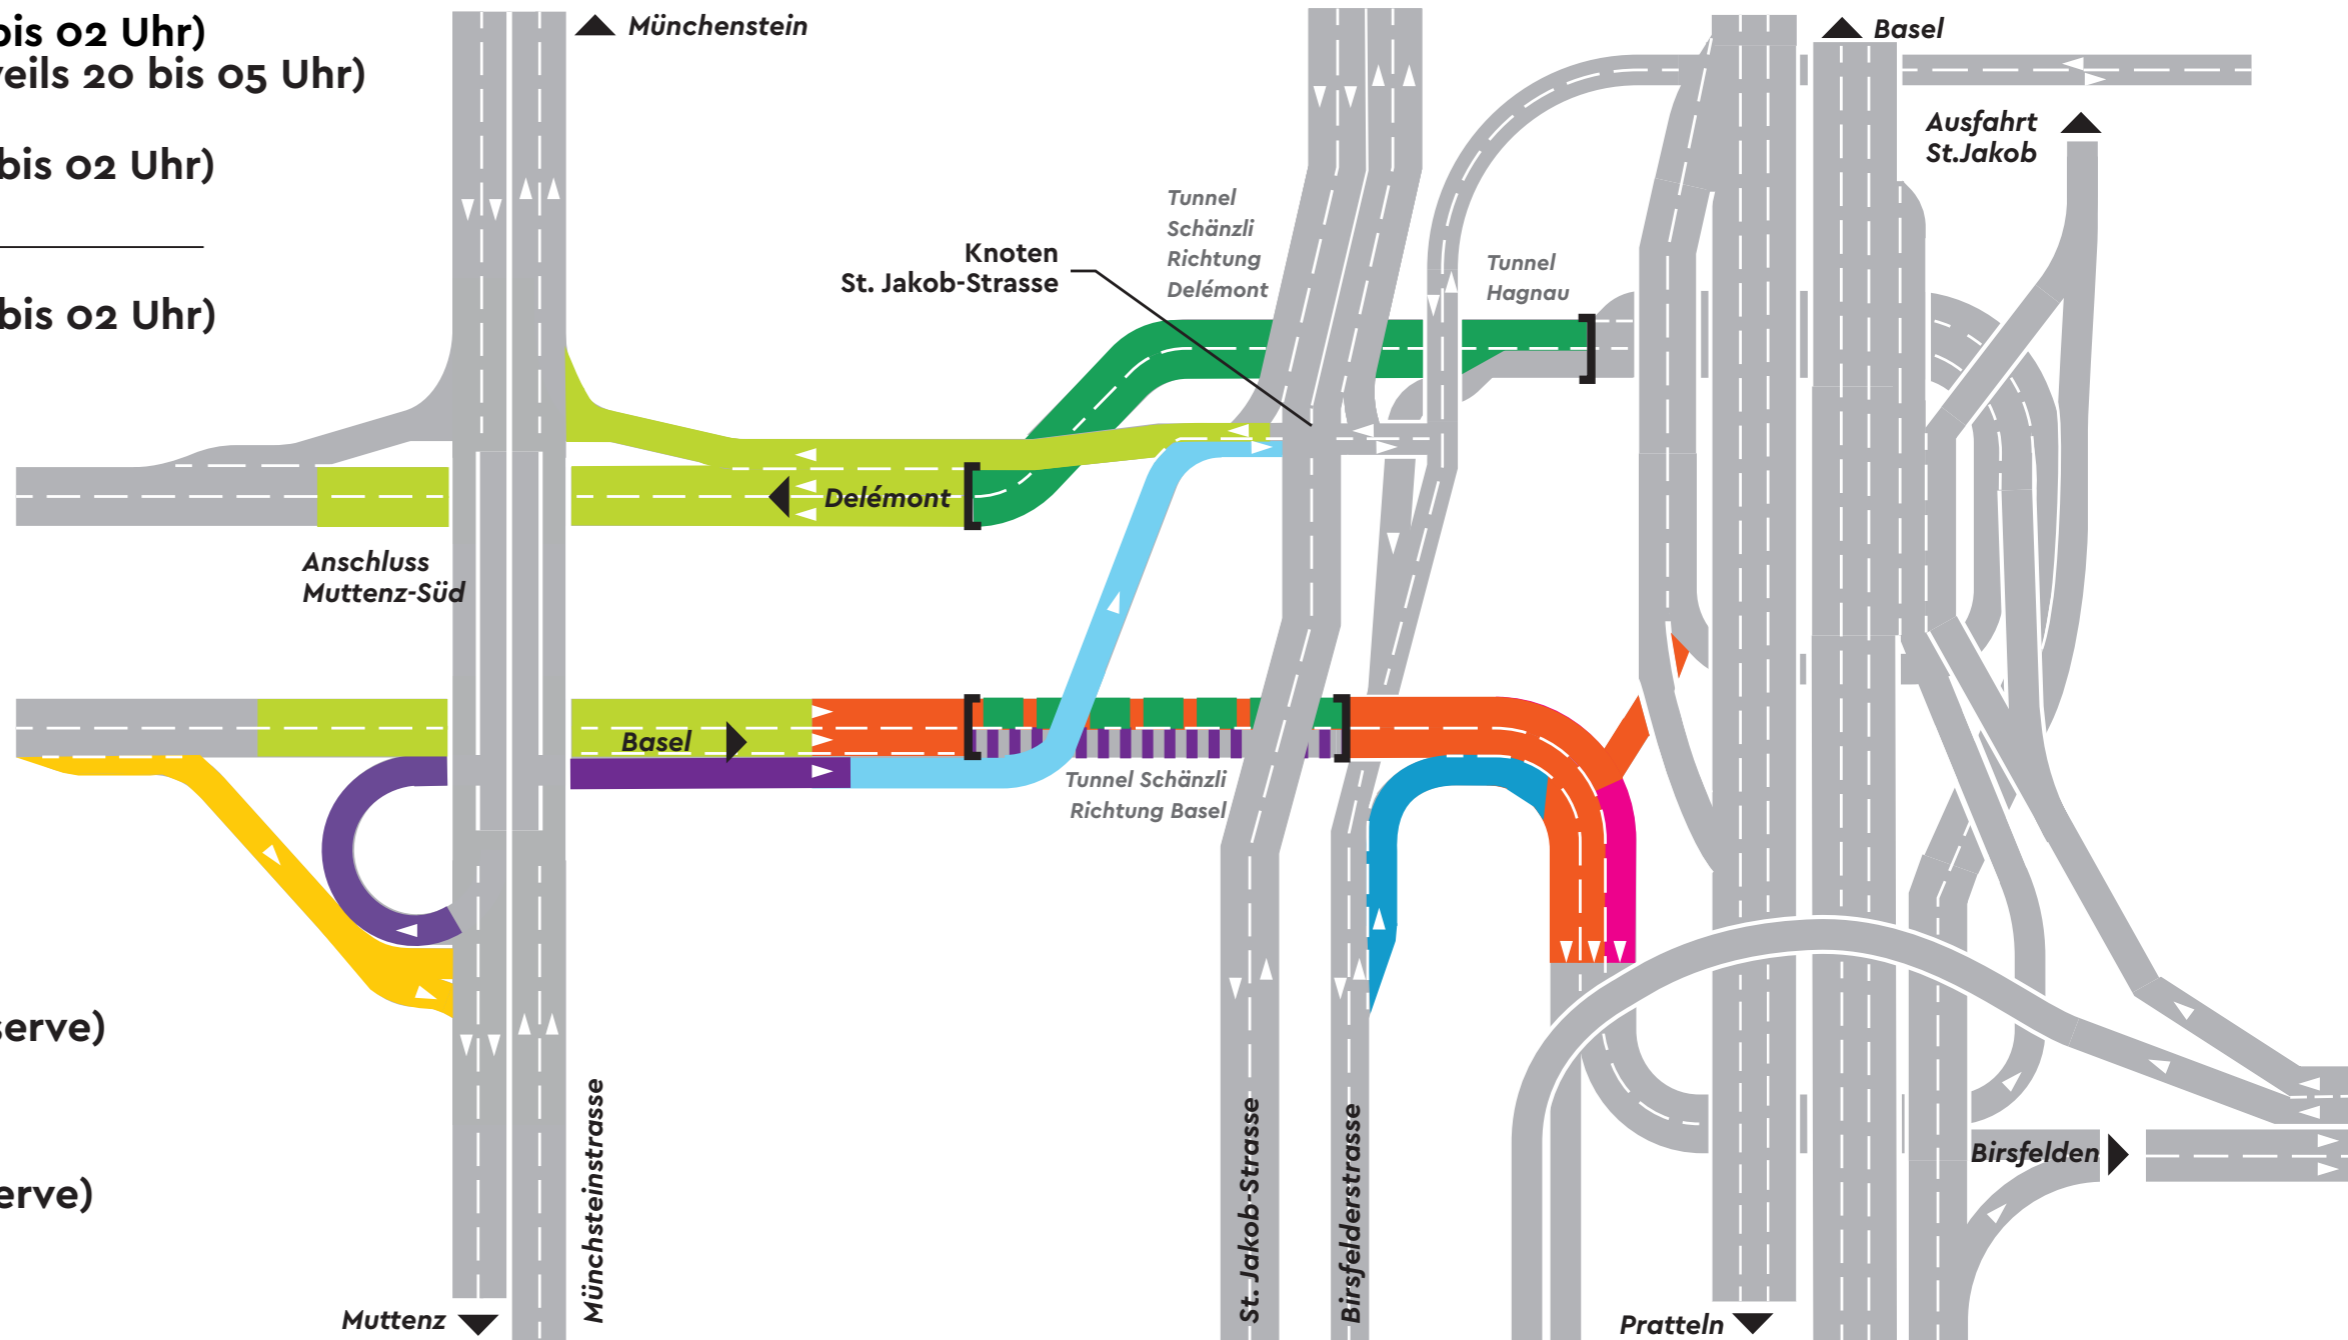 bis 02 Uhr)
eils 20 bis 05 Uhr)
bis 02 Uhr)
bis 02 Uhr)
serve)
erve)
Münchenstein
Basel
Ausfahrt
St.Jakob
Tunnel
Schänzli
Richtung
Delémont
Knoten
St. Jakob-Strasse
Tunnel
Hagnau
Delémont
Anschluss
Muttenz-Süd
Basel
Tunnel Schänzli
Richtung Basel
Münchsteinstrasse
St. Jakob-Strasse
Birsfelderstrasse
Birsfelden
Muttenz
Pratteln